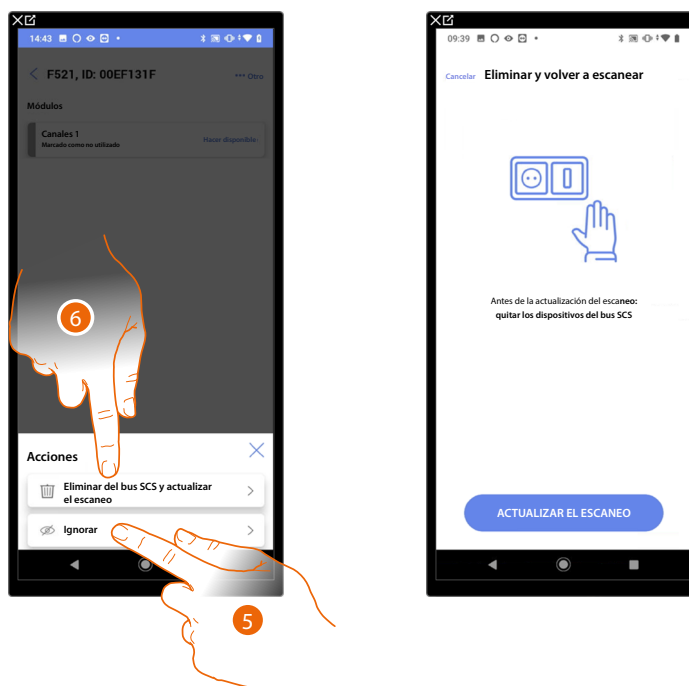 14:43
F521, ID: 00EF131F
••• Otro
Módulos
Canales 1
Marcado como no utilizado
Hacer disponible
6
Acciones
Eliminar del bus SCS y actualizar
el escaneo
Ignorar
5
09:39
Cancelar
Eliminar y volver a escanear
Antes de la actualización del escaneo:
quitar los dispositivos del bus SCS
ACTUALIZAR EL ESCANEO